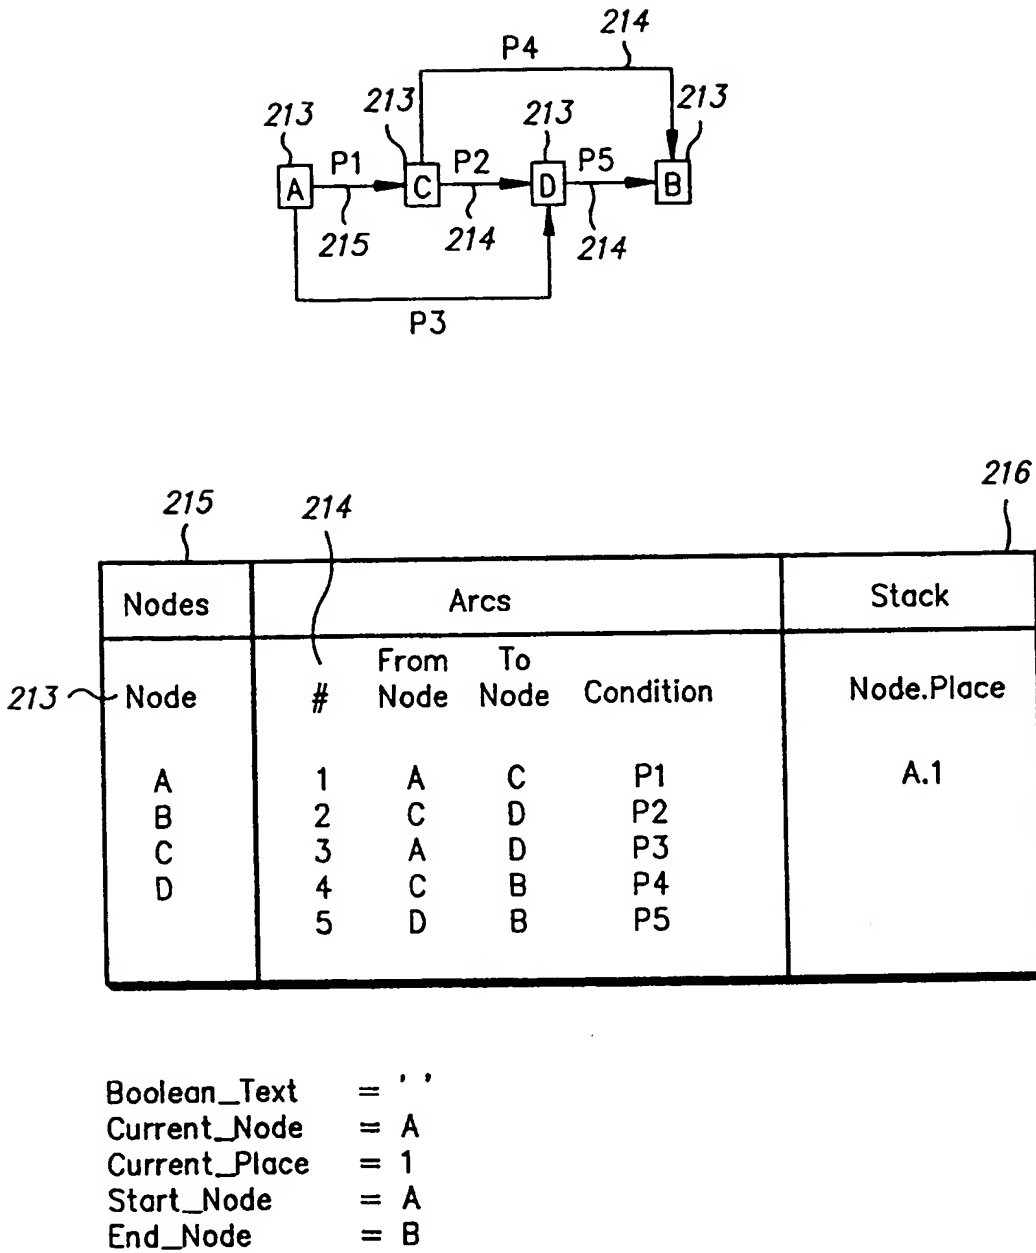 214
P4
213 213 213 213
P1 P2 P5
A C D B
215 214 214
P3
216
215 214
Nodes Arcs Stack
From To
213 Node # Node Node Condition Node.Place
A 1 A C P1 A.1
B 2 C D P2
C 3 A D P3
D 4 C B P4
5 D B P5
Boolean_Text = ' '
Current_Node = A
Current_Place = 1
Start_Node = A
End_Node = B